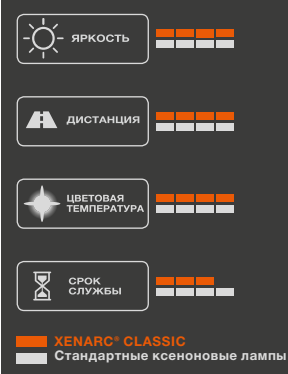 ЯРКОСТЬ
ДИСТАНЦИЯ
ЦВЕТОВАЯ
ТЕМПЕРАТУРА
СРОК
СЛУЖБЫ
XENARC® CLASSIC
Стандартные ксеноновые лампы